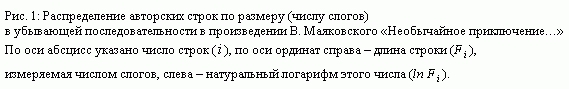 Рис. 1: Распределение авторских строк по размеру (числу слогов)
в убывающей последовательности в произведении В. Маяковского «Необычайное приключение…»
По оси абсцисс указано число строк (i), по оси ординат справа – длина строки (Fi),
измеряемая числом слогов, слева – натуральный логарифм этого числа (ln Fi).